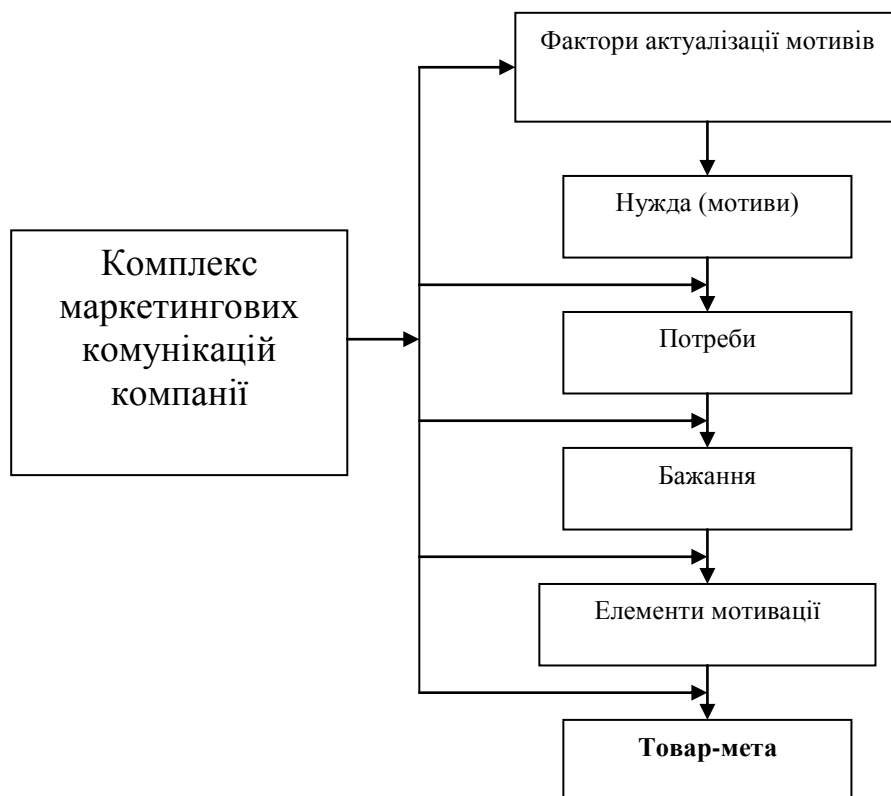 Фактори актуалізації мотивів
Нужда (мотиви)
Комплекс
маркетингових
комунікацій
компанії
Потреби
Бажання
Елементи мотивації
Товар-мета